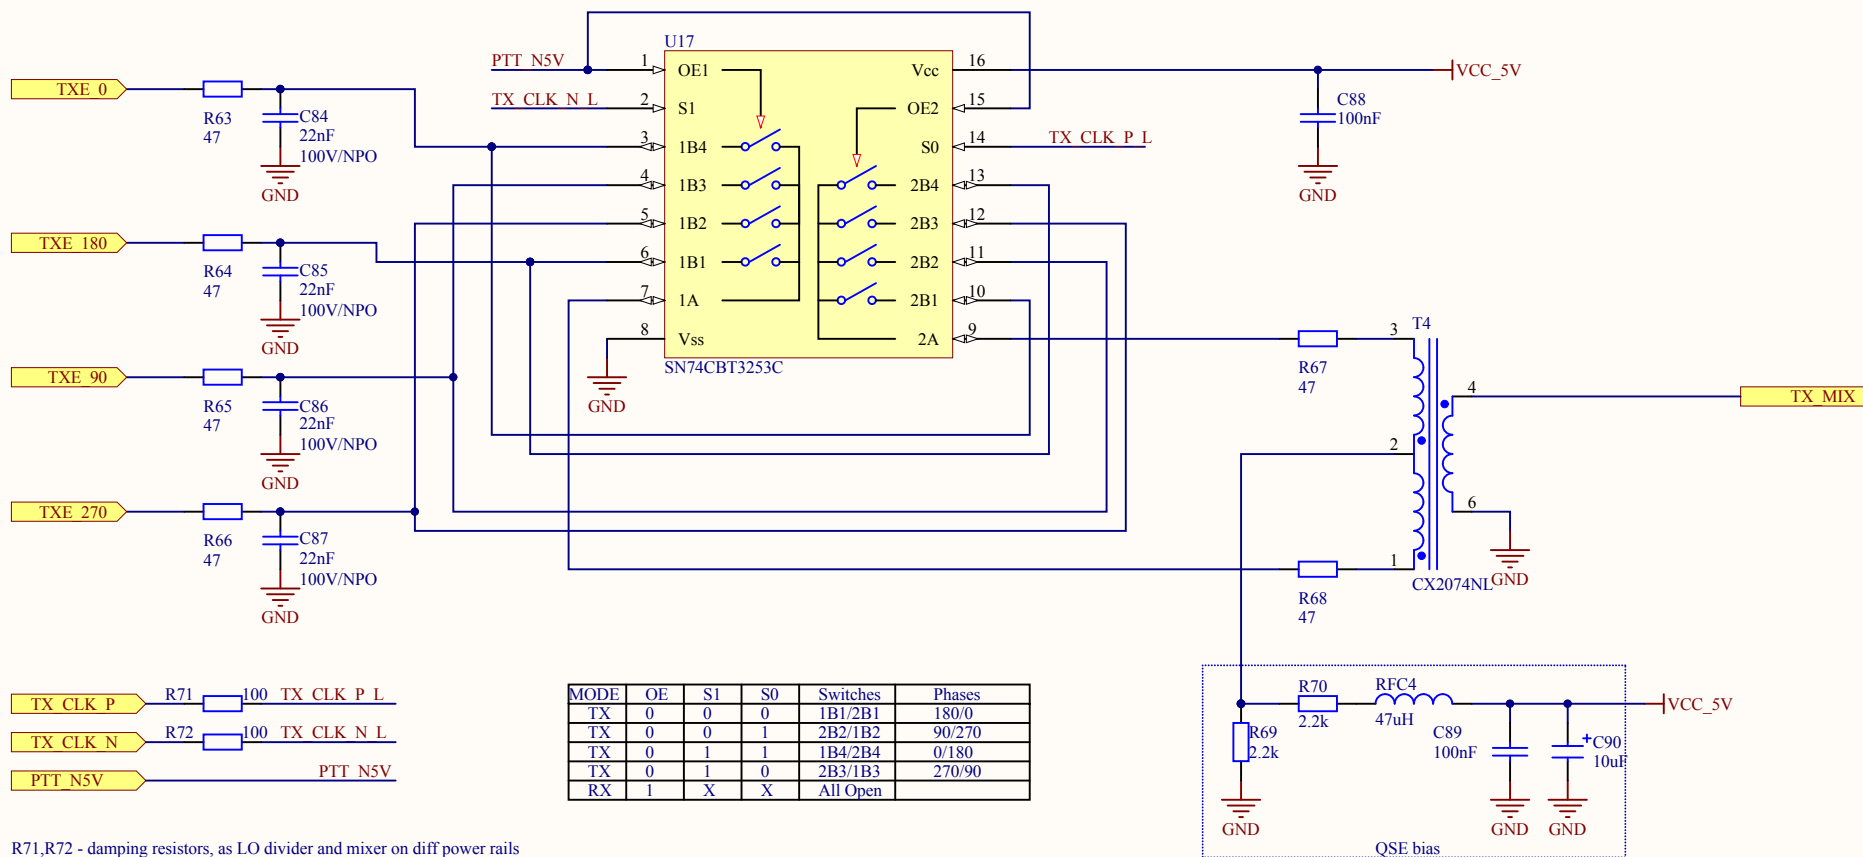 U17
PTT_N5V
TX_CLK_N_L
1
2
3
4
5
6
7
8
OE1
S1
1B4
1B3
1B2
1B1
1A
Vss
Vcc
OE2
S0
2B4
2B3
2B2
2B1
2A
16
15
14
13
12
11
10
9
SN74CBT3253C
GND
TX_CLK_P_L
VCC_5V
C88
100nF
GND
TXE_0
R63
47
C84
22nF
100V/NPO
GND
TXE_180
R64
47
C85
22nF
100V/NPO
GND
TXE_90
R65
47
C86
22nF
100V/NPO
GND
TXE_270
R66
47
C87
22nF
100V/NPO
GND
R67
47
R68
47
T4
3
2
1
4
6
CX2074NL
GND
TX_MIX
TX_CLK_P
R71
100
TX_CLK_P_L
TX_CLK_N
R72
100
TX_CLK_N_L
PTT_N5V
PTT_N5V
MODE OE S1 S0 Switches Phases
TX 0 0 0 1B1/2B1 180/0
TX 0 0 1 2B2/1B2 90/270
TX 0 1 1 1B4/2B4 0/180
TX 0 1 0 2B3/1B3 270/90
RX 1 X X All Open
R70
2.2k
RFC4
47uH
VCC_5V
R69
2.2k
C89
100nF
+
C90
10uF
GND
GND
GND
QSE bias
R71,R72 - damping resistors, as LO divider and mixer on diff power rails